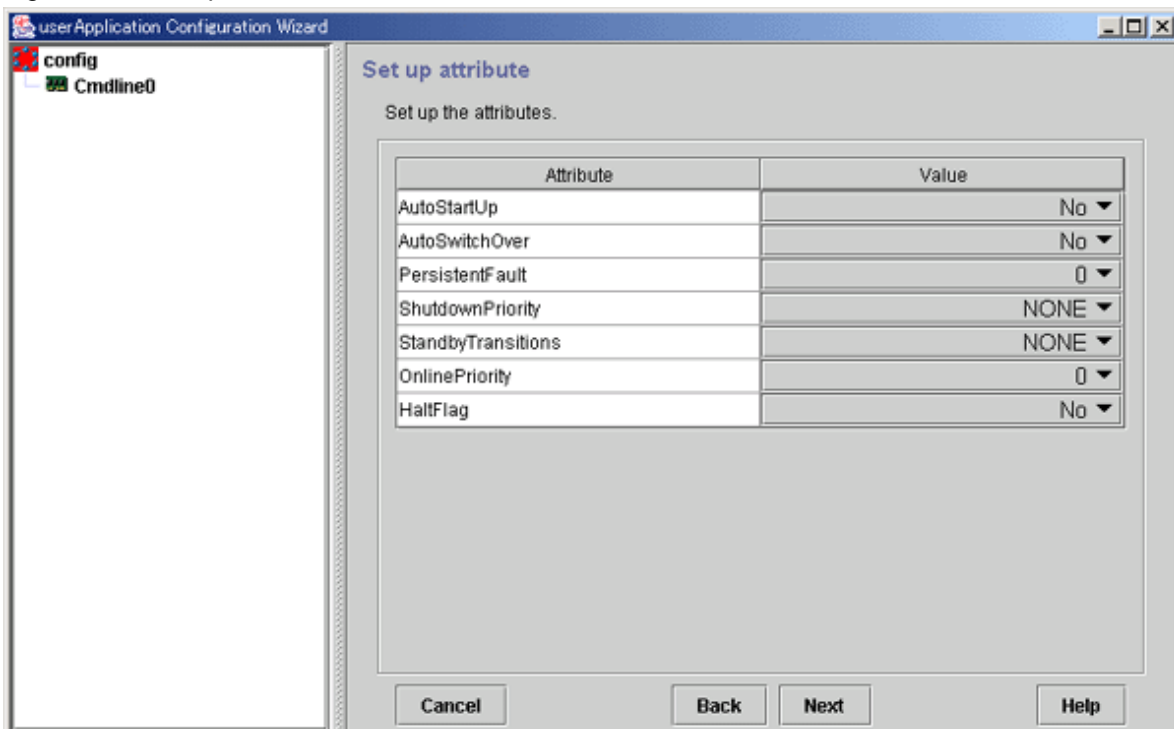 userApplication Configuration Wizard
config
Cmdline0
Set up attribute
Set up the attributes.
Attribute Value
AutoStartUp No
AutoSwitchOver No
PersistentFault 0
ShutdownPriority NONE
StandbyTransitions NONE
OnlinePriority 0
HaltFlag No
Cancel Back Next Help